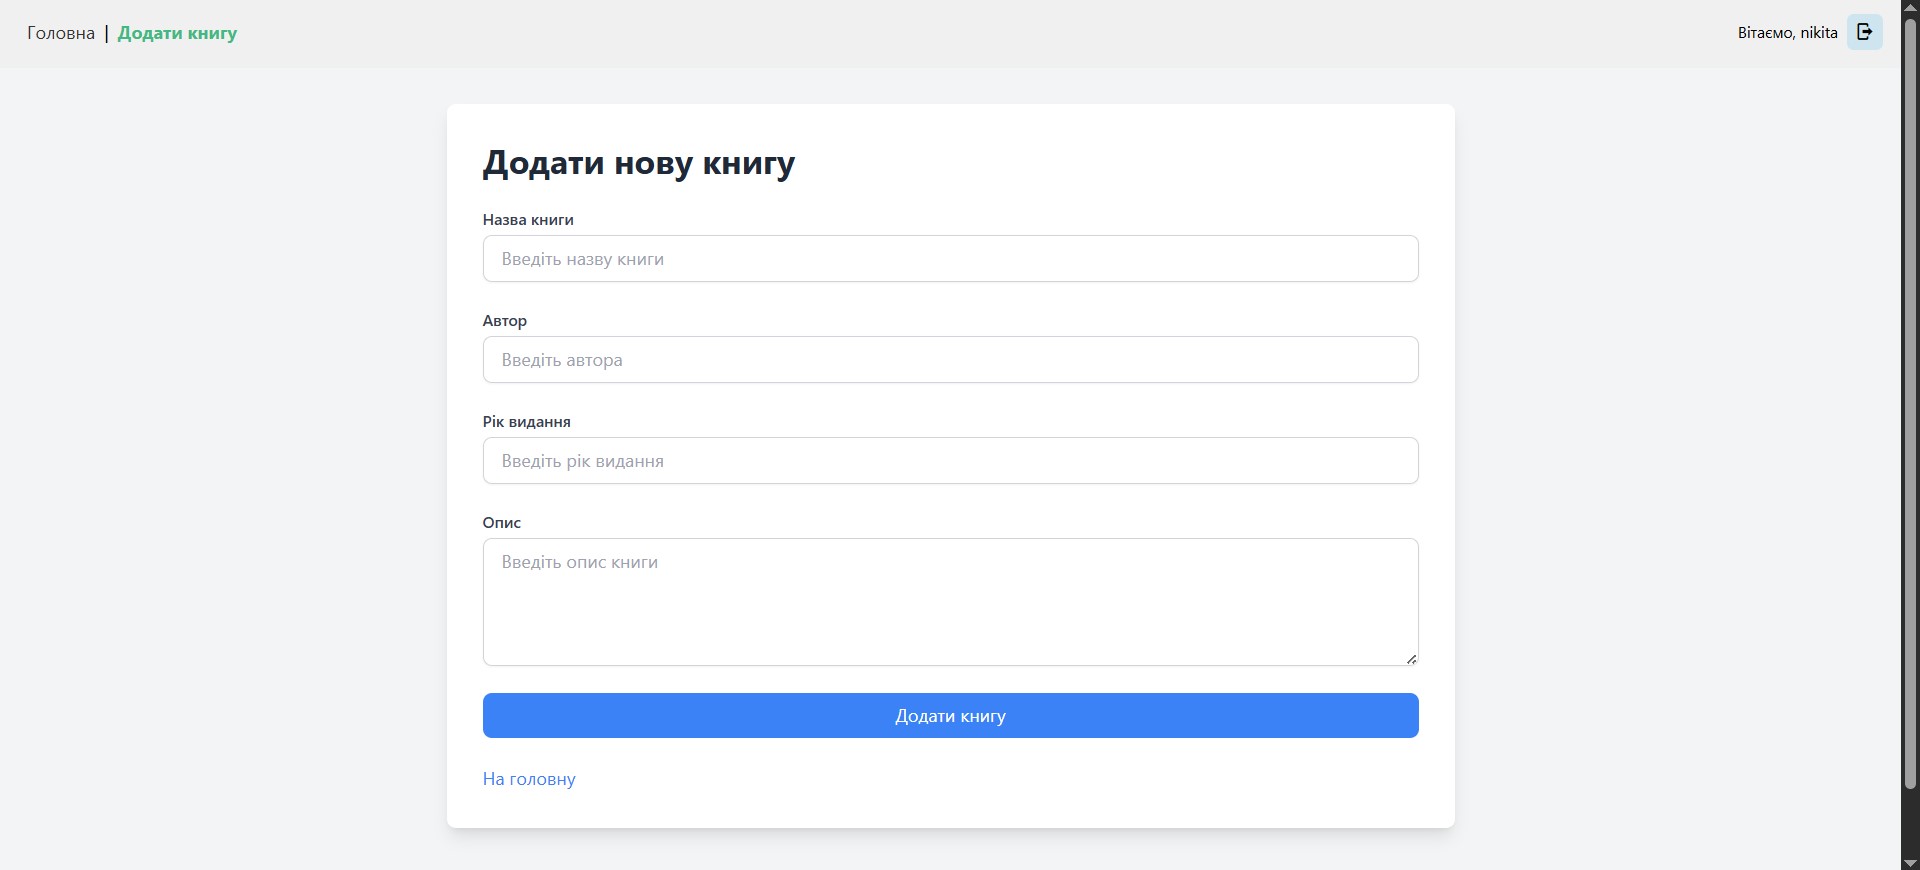 Головна | Додати книгу
Вітаємо, nikita
Додати нову книгу
Назва книги
Введіть назву книги
Автор
Введіть автора
Рік видання
Введіть рік видання
Опис
Введіть опис книги
Додати книгу
На головну